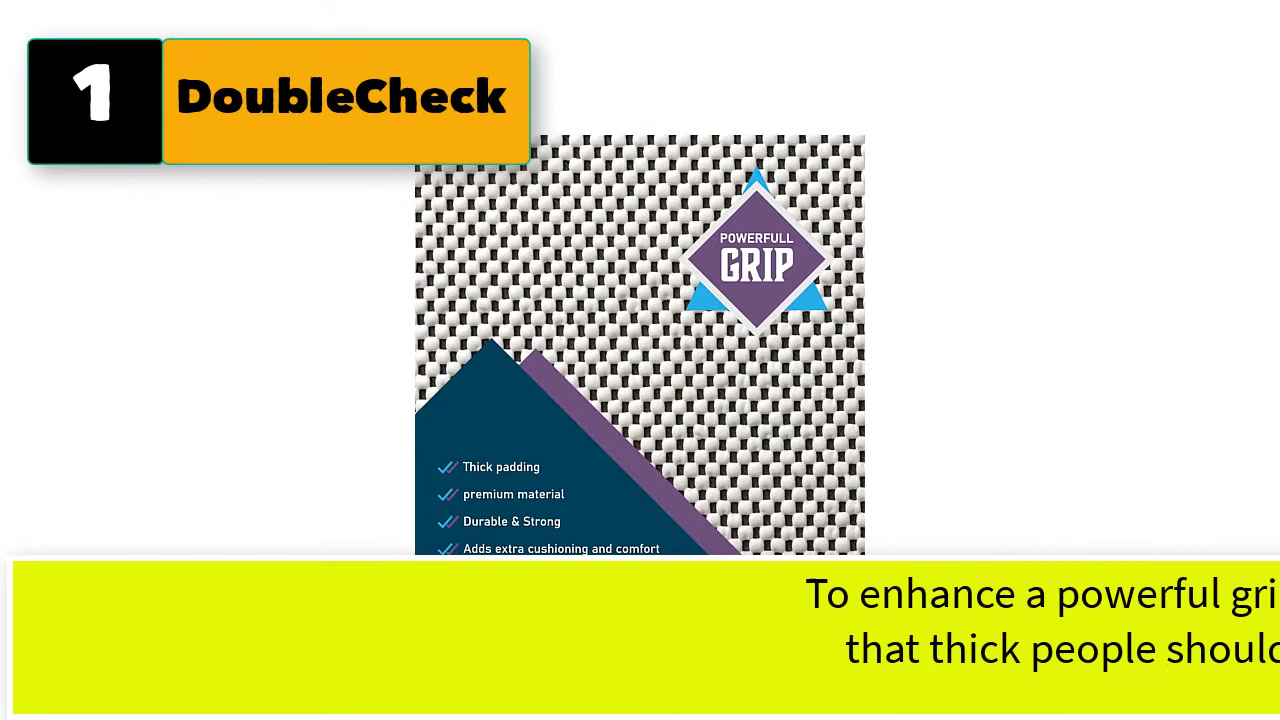 1
DoubleCheck
POWERFULL
GRIP
Thick padding
premium material
Durable & Strong
Adds extra cushioning and comfort
To enhance a powerful gri
that thick people should